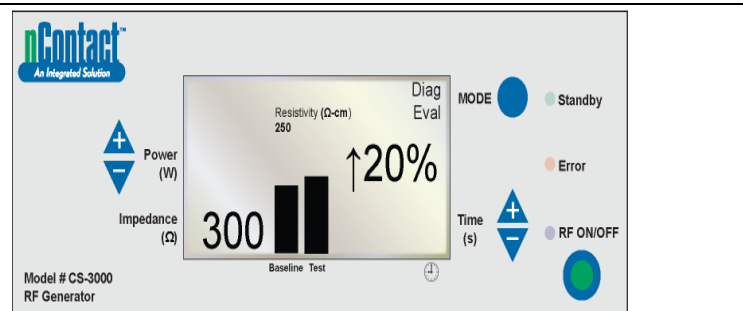 nContact™
An Integrated Solution
Diag
Eval
Resistivity (Ω-cm)
250
↑20%
300
Baseline Test
Power
(W)
Impedance
(Ω)
MODE
Time
(s)
Standby
Error
RF ON/OFF
Model # CS-3000
RF Generator